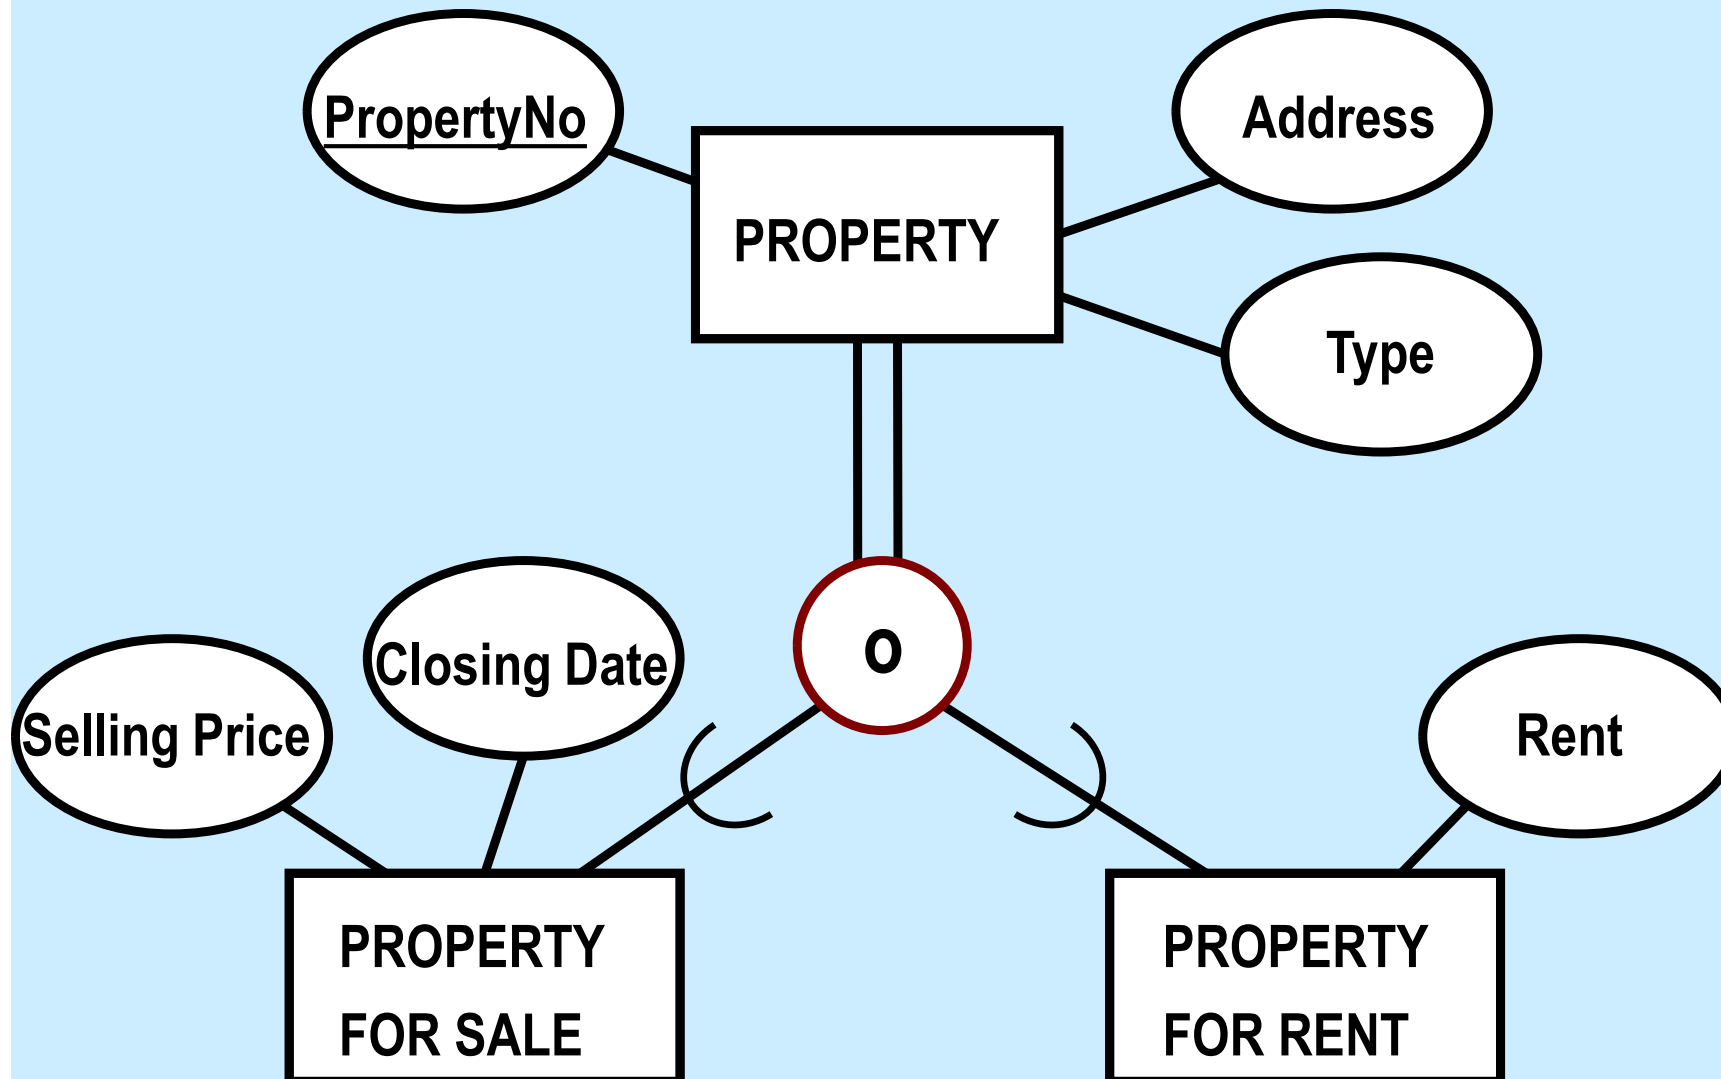 PropertyNo
Address
PROPERTY
Type
o
Closing Date
Selling Price
Rent
PROPERTY
FOR SALE
PROPERTY
FOR RENT